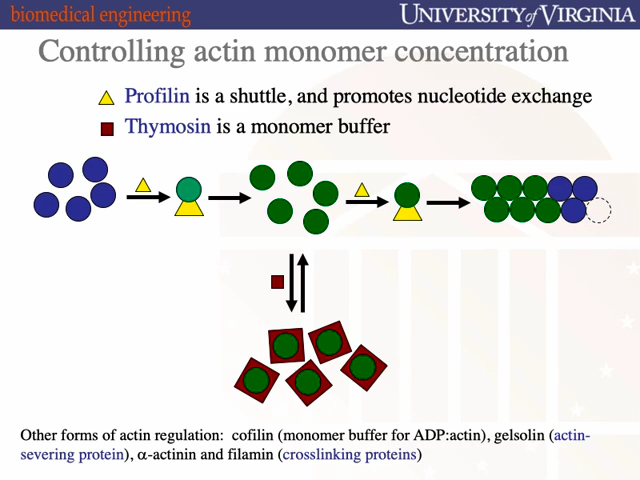 biomedical engineering
UNIVERSITY of VIRGINIA
Controlling actin monomer concentration
Profilin is a shuttle, and promotes nucleotide exchange
Thymosin is a monomer buffer
Other forms of actin regulation: cofilin (monomer buffer for ADP:actin), gelsolin (actin-
severing protein), α-actinin and filamin (crosslinking proteins)